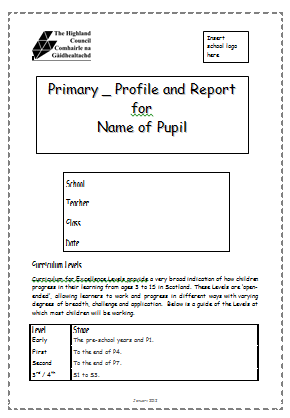 The Highland
Council
Comhairle na
Gàidhealtachd
Insert
school logo
here
Primary _ Profile and Report
for
Name of Pupil
School
Teacher
Class
Date
Curriculum Levels
Curriculum for Excellence Levels provide a very broad indication of how children
progress in their learning from ages 3 to 15 in Scotland. These Levels are 'open-
ended', allowing learners to work and progress in different ways with varying
degrees of breadth, challenge and application. Below is a guide of the Levels at
which most children will be working.
Level Stage
Early The pre-school years and P1.
First To the end of P4.
Second To the end of P7.
3rd / 4th S1 to S3.
January 2013